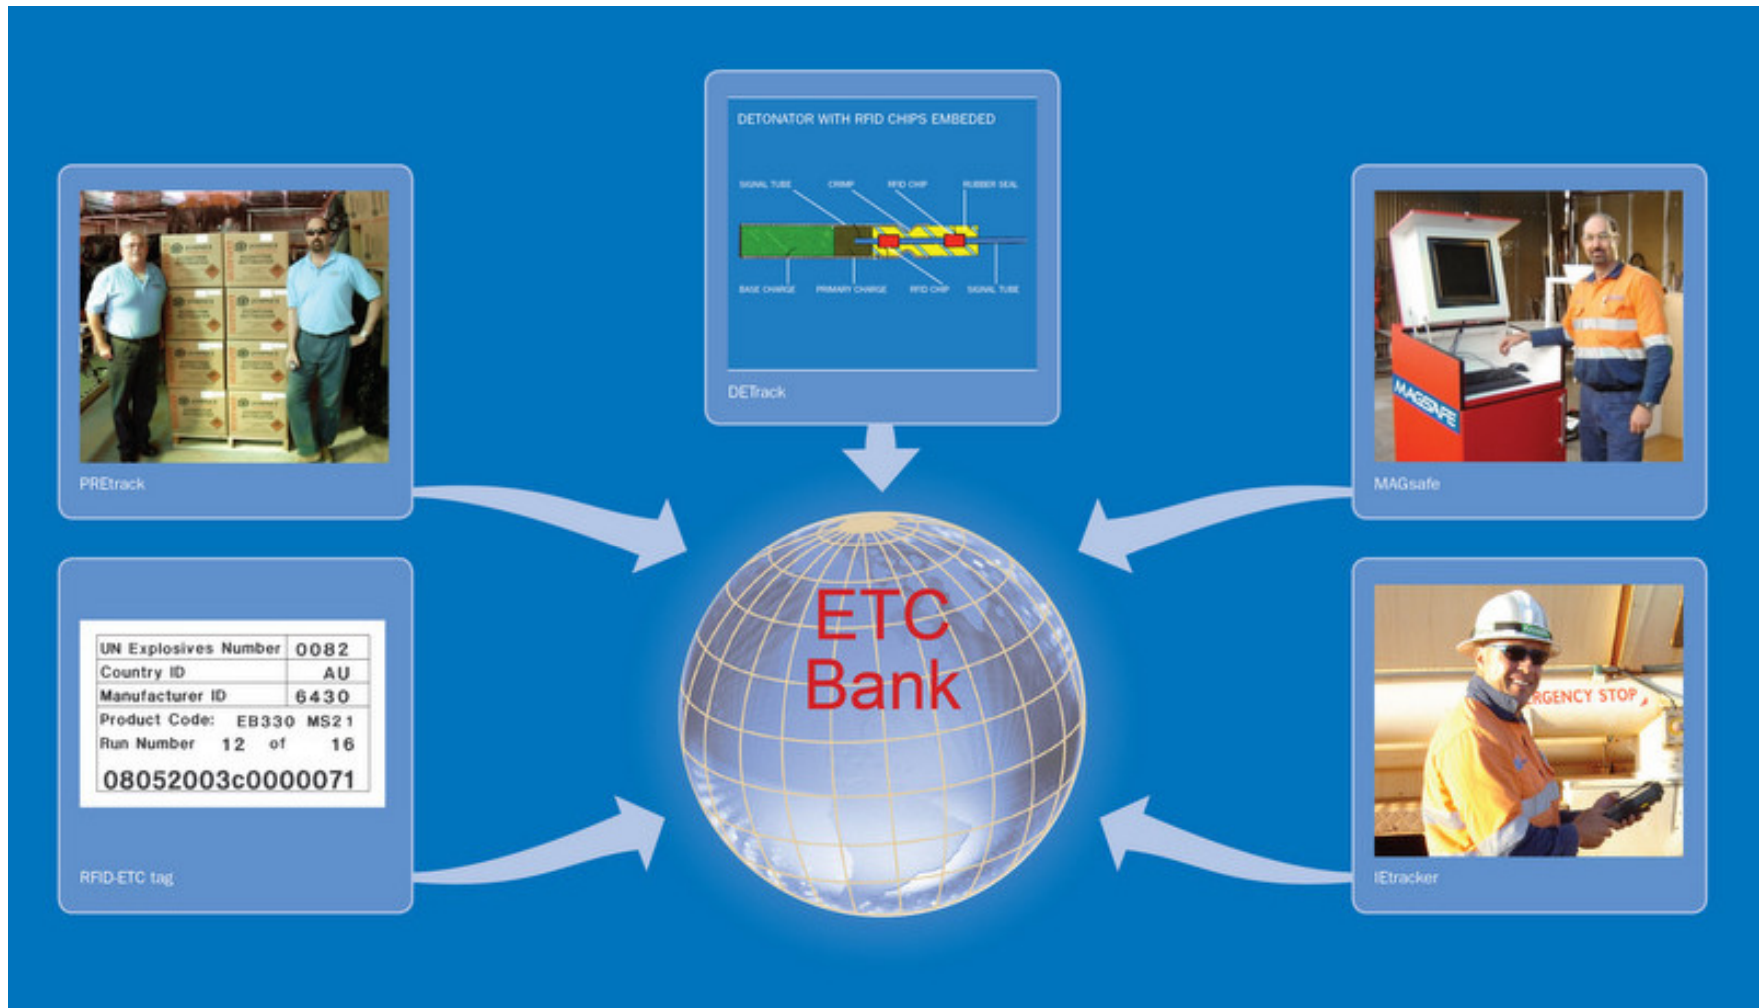 DETONATOR WITH RFID CHIPS EMBEDED
SIGNAL TUBE CRIMP RFID CHIP RUBBER SEAL
BASE CHARGE PRIMARY CHARGE RFID CHIP SIGNAL TUBE
DETrack
PREtrack
MAGSAFE
MAGsafe
ETC
Bank
UN Explosives Number 0082
Country ID AU
Manufacturer ID 6430
Product Code: EB330 MS21
Run Number 12 of 16
08052003c0000071
RFID-ETC tag
RGENCY STOP
IEtracker